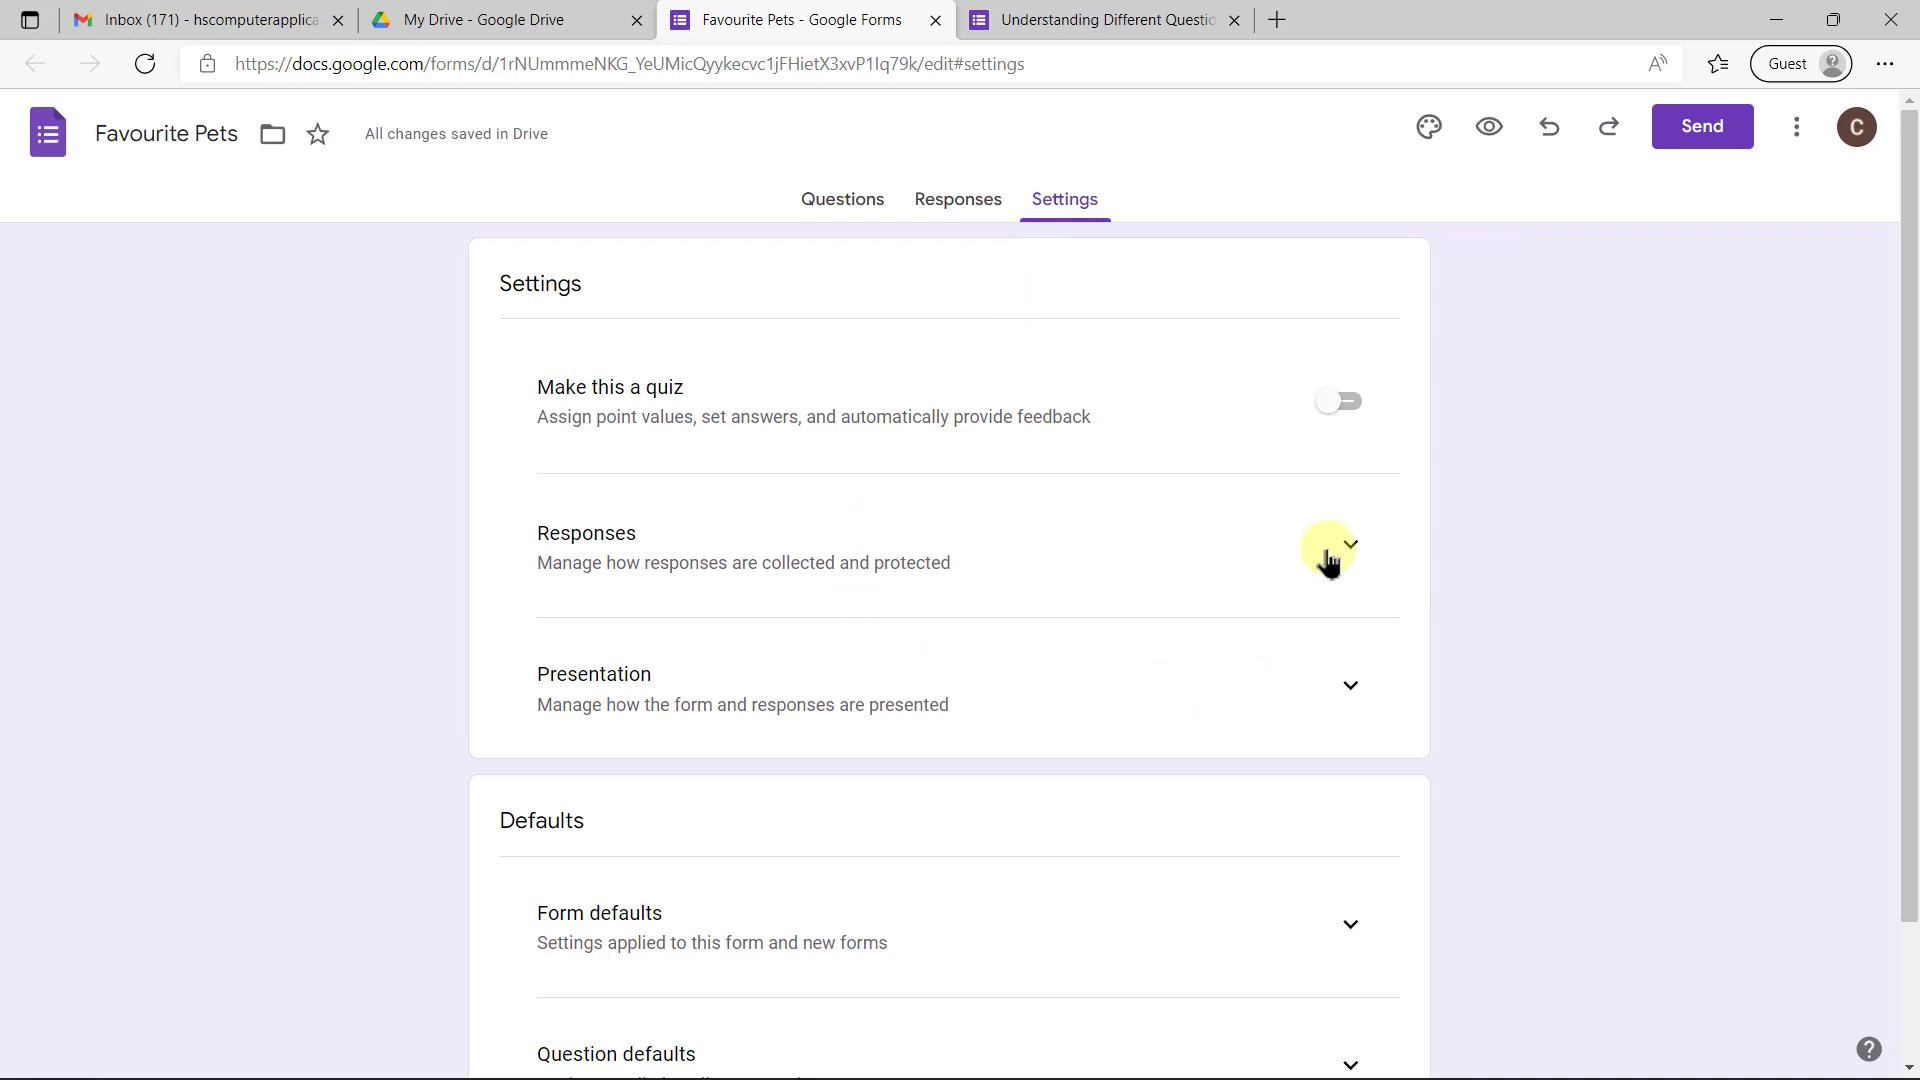 Inbox (171) - hscomputerapplica
My Drive - Google Drive
Favourite Pets - Google Forms
Understanding Different Questio
https://docs.google.com/forms/d/1rNUmmmeNKG_YeUMicQyykecvc1jFHietX3xvP1Iq79k/edit#settings
Guest
Favourite Pets
All changes saved in Drive
Send
C
Questions
Responses
Settings
Settings
Make this a quiz
Assign point values, set answers, and automatically provide feedback
Responses
Manage how responses are collected and protected
Presentation
Manage how the form and responses are presented
Defaults
Form defaults
Settings applied to this form and new forms
Question defaults